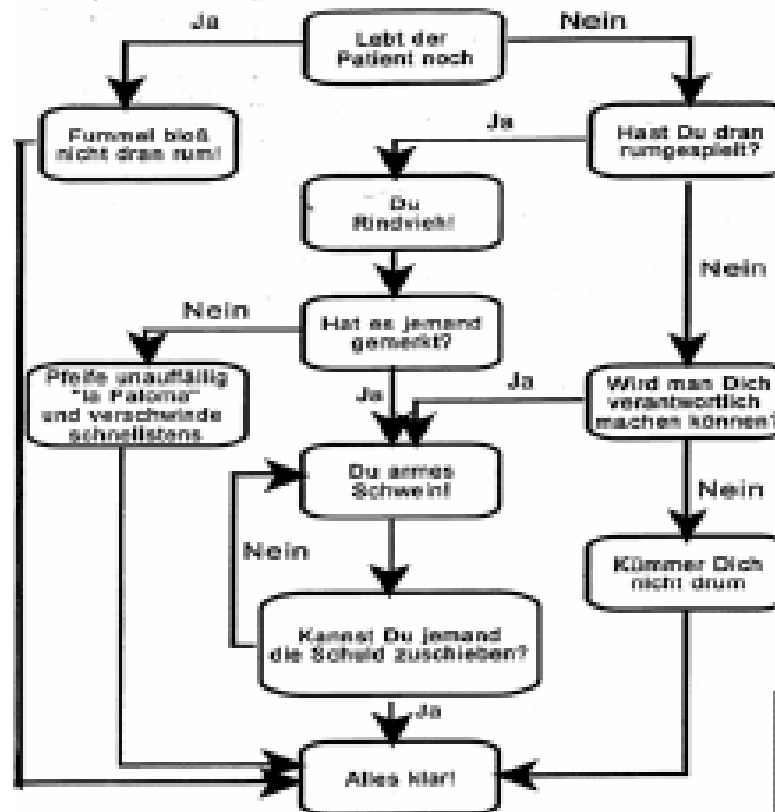 Ja
Nein
Lebt der
Patient noch
Fummel bloß
nicht dran rum!
Ja
Hast Du dran
rumgespielt?
Du
Rindvieh!
Nein
Nein
Hat es jemand
gemerkt?
Pfeife unauffällig
"la Paloma"
und verschwinde
schnellstens
Ja
Ja
Wird man Dich
verantwortlich
machen können?
Du armes
Schwein!
Nein
Nein
Kümmer Dich
nicht drum
Kannst Du jemand
die Schuld zuschieben?
Ja
Alles klar!